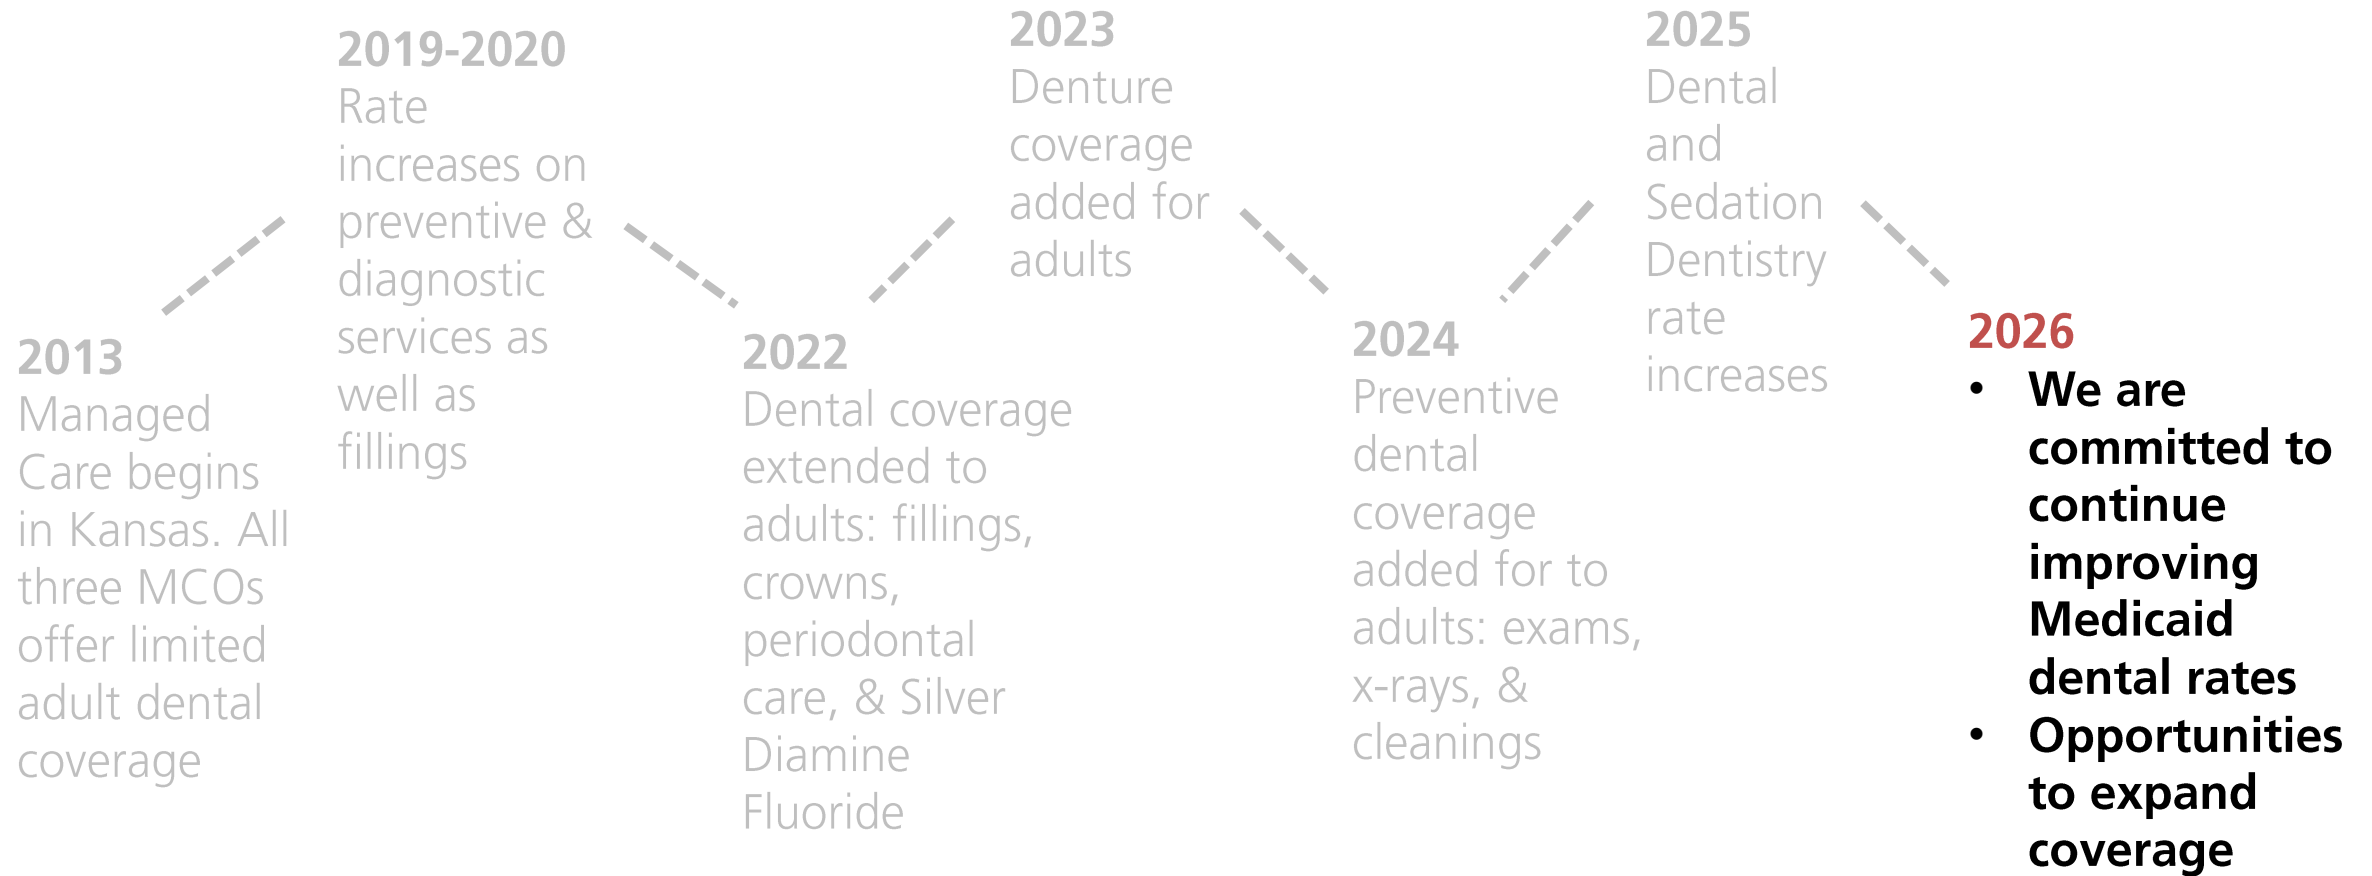 2013
Managed
Care begins
in Kansas. All
three MCOs
offer limited
adult dental
coverage
2019-2020
Rate
increases on
preventive &
diagnostic
services as
well as
fillings
2022
Dental coverage
extended to
adults: fillings,
crowns,
periodontal
care, & Silver
Diamine
Fluoride
2023
Denture
coverage
added for
adults
2024
Preventive
dental
coverage
added for to
adults: exams,
x-rays, &
cleanings
2025
Dental
and
Sedation
Dentistry
rate
increases
2026
• We are
committed to
continue
improving
Medicaid
dental rates
• Opportunities
to expand
coverage